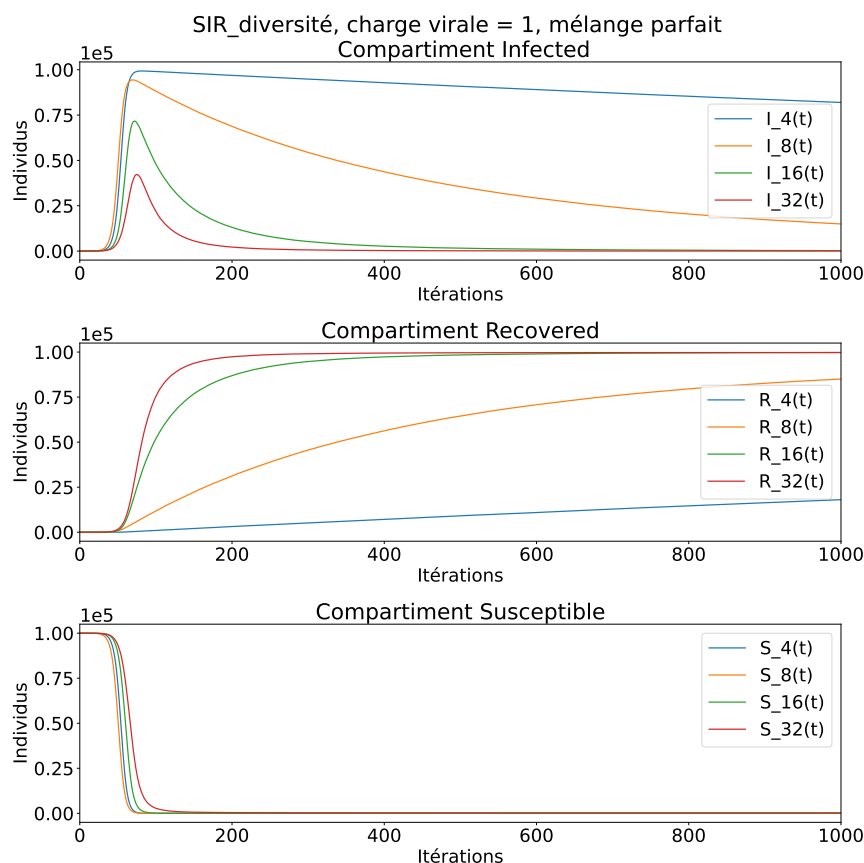 SIR_diversité, charge virale = 1, mélange parfait
Compartiment Infected
1e5
1.00
0.75
0.50
0.25
0.00
Individus
I_4(t)
I_8(t)
I_16(t)
I_32(t)
0 200 400 600 800 1000
Itérations
Compartiment Recovered
1e5
1.00
0.75
0.50
0.25
0.00
Individus
R_4(t)
R_8(t)
R_16(t)
R_32(t)
0 200 400 600 800 1000
Itérations
Compartiment Susceptible
1e5
1.00
0.75
0.50
0.25
0.00
Individus
S_4(t)
S_8(t)
S_16(t)
S_32(t)
0 200 400 600 800 1000
Itérations